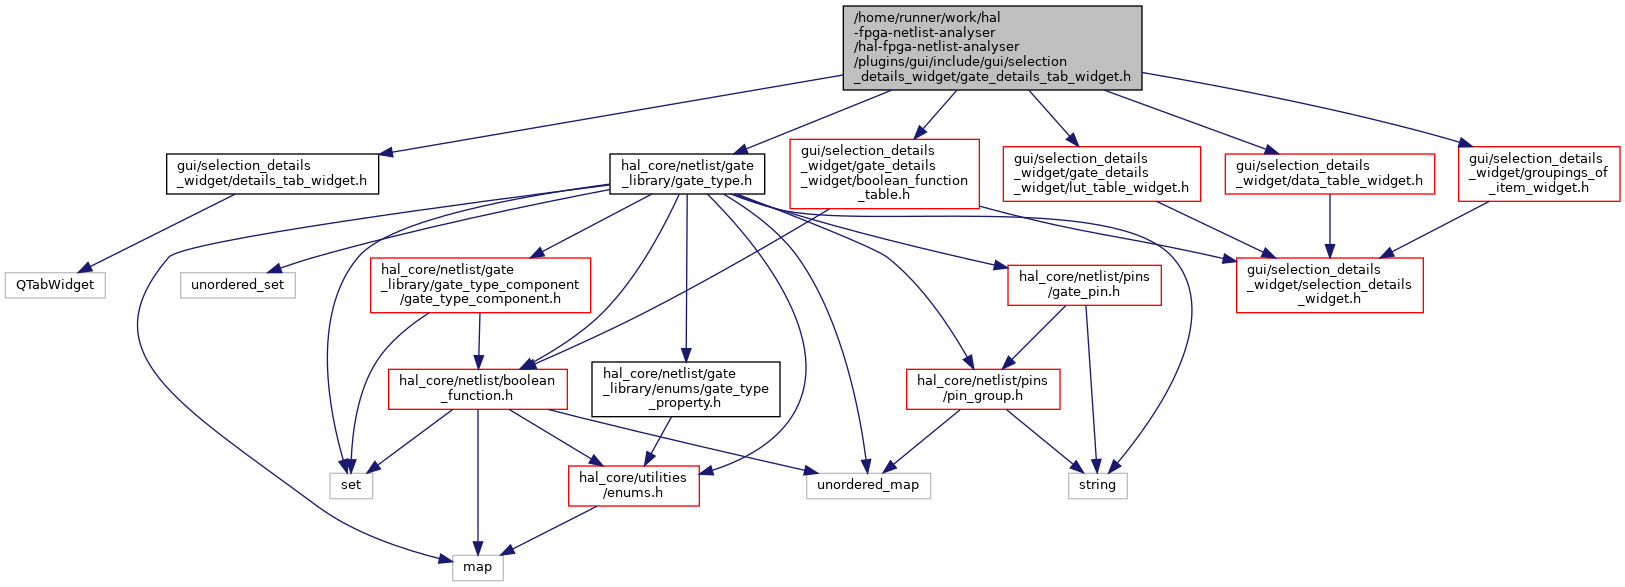 /home/runner/work/hal
-fpga-netlist-analyser
/hal-fpga-netlist-analyser
/plugins/gui/include/gui/selection
_details_widget/gate_details_tab_widget.h
gui/selection_details
_widget/details_tab_widget.h
hal_core/netlist/gate
_library/gate_type.h
gui/selection_details
_widget/gate_details
_widget/boolean_function
_table.h
gui/selection_details
_widget/gate_details
_widget/lut_table_widget.h
gui/selection_details
_widget/data_table_widget.h
gui/selection_details
_widget/groupings_of
_item_widget.h
QTabWidget
unordered_set
hal_core/netlist/gate
_library/gate_type_component
/gate_type_component.h
hal_core/netlist/pins
/gate_pin.h
gui/selection_details
_widget/selection_details
_widget.h
hal_core/netlist/boolean
_function.h
hal_core/netlist/gate
_library/enums/gate_type
_property.h
hal_core/netlist/pins
/pin_group.h
set
hal_core/utilities
/enums.h
unordered_map
string
map